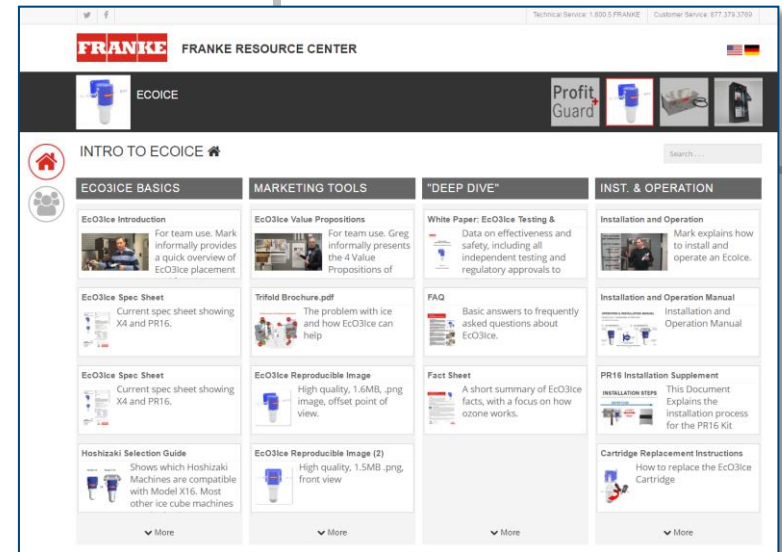 Technical Service: 1.800.5.FRANKE
Customer Service: 877.379.3769
FRANKE
FRANKE RESOURCE CENTER
ECOICE
Profit
Guard
INTRO TO ECOICE
Search . . .
ECO3ICE BASICS
EcO3Ice Introduction
For team use. Mark
informally provides
a quick overview of
EcO3Ice placement
EcO3Ice Spec Sheet
Current spec sheet showing
X4 and PR16.
EcO3Ice Spec Sheet
Current spec sheet showing
X4 and PR16.
Hoshizaki Selection Guide
Shows which Hoshizaki
Machines are compatible
with Model X16. Most
other ice cube machines
More
MARKETING TOOLS
EcO3Ice Value Propositions
For team use. Greg
informally presents
the 4 Value
Propositions of
Trifold Brochure.pdf
The problem with ice
and how EcO3Ice can
help
EcO3Ice Reproducible Image
High quality, 1.6MB, .png
image, offset point of
view.
EcO3Ice Reproducible Image (2)
High quality, 1.5MB .png,
front view
More
"DEEP DIVE"
White Paper: EcO3Ice Testing &
Data on effectiveness and
safety, including all
independent testing and
regulatory approvals to
FAQ
Basic answers to frequently
asked questions about
EcO3Ice.
Fact Sheet
A short summary of EcO3Ice
facts, with a focus on how
ozone works.
More
INST. & OPERATION
Installation and Operation
Mark explains how
to install and
operate an EcoIce.
Installation and Operation Manual
Installation and
Operation Manual
PR16 Installation Supplement
INSTALLATION STEPS
This Document
Explains the
installation process
for the PR16 Kit
Cartridge Replacement Instructions
How to replace the EcO3Ice
Cartridge
More